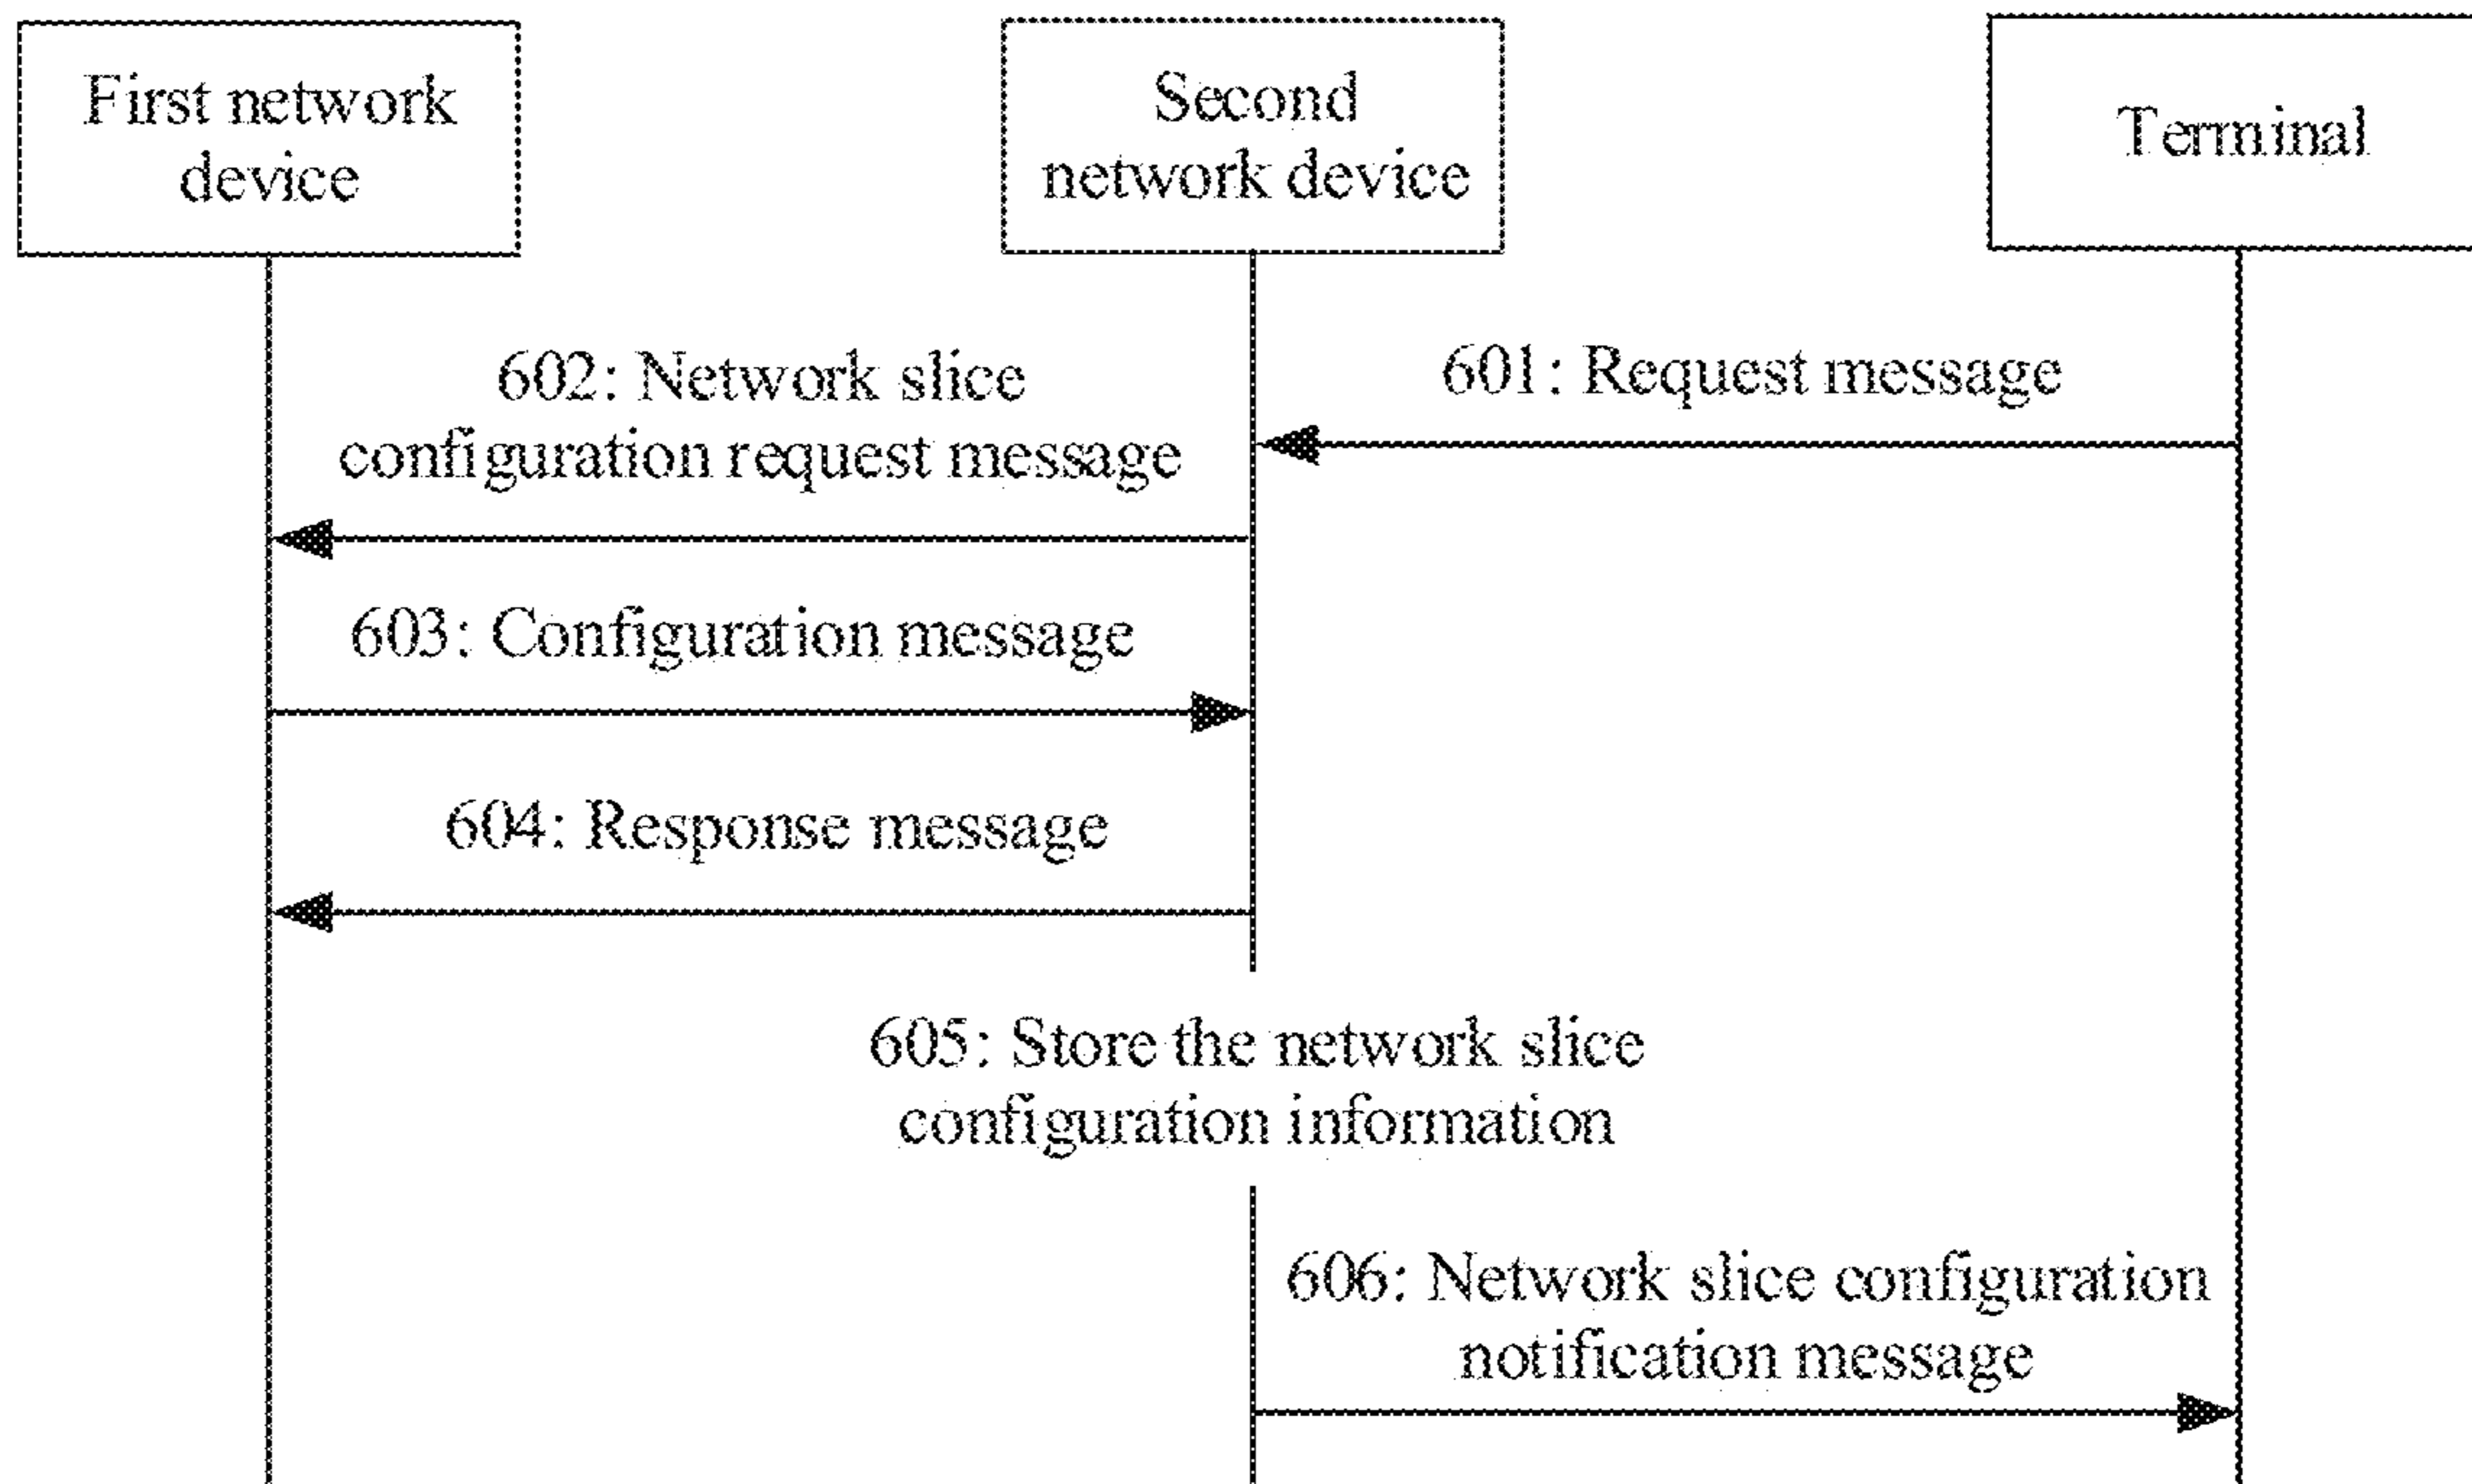 First network
device
Second
network device
Terminal
601: Request message
602: Network slice
configuration request message
603: Configuration message
604: Response message
605: Store the network slice
configuration information
606: Network slice configuration
notification message